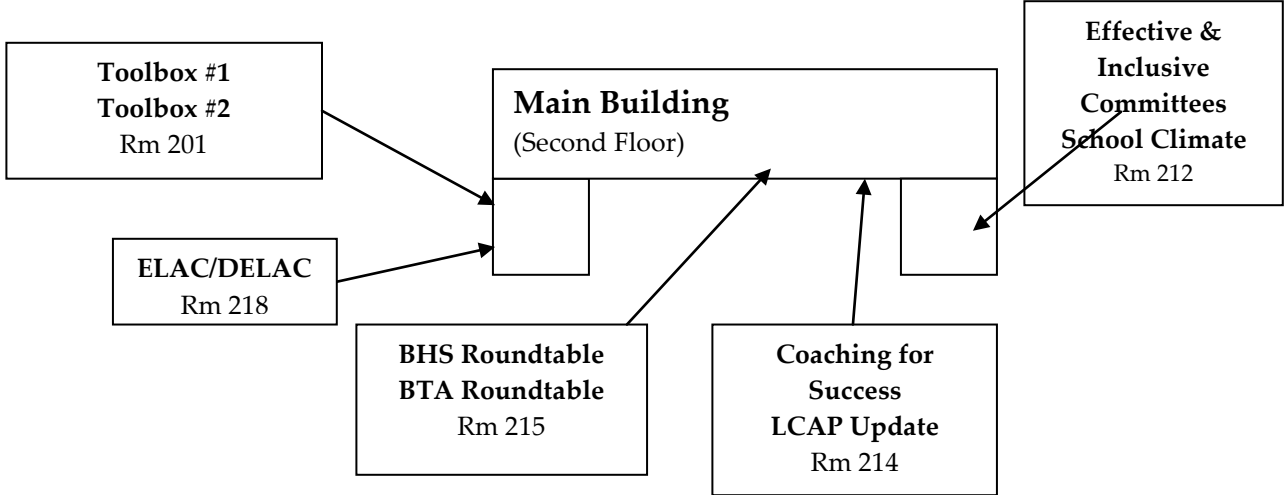 Toolbox #1
Toolbox #2
Rm 201
Main Building
(Second Floor)
Effective &
Inclusive
Committees
School Climate
Rm 212
ELAC/DELAC
Rm 218
BHS Roundtable
BTA Roundtable
Rm 215
Coaching for
Success
LCAP Update
Rm 214